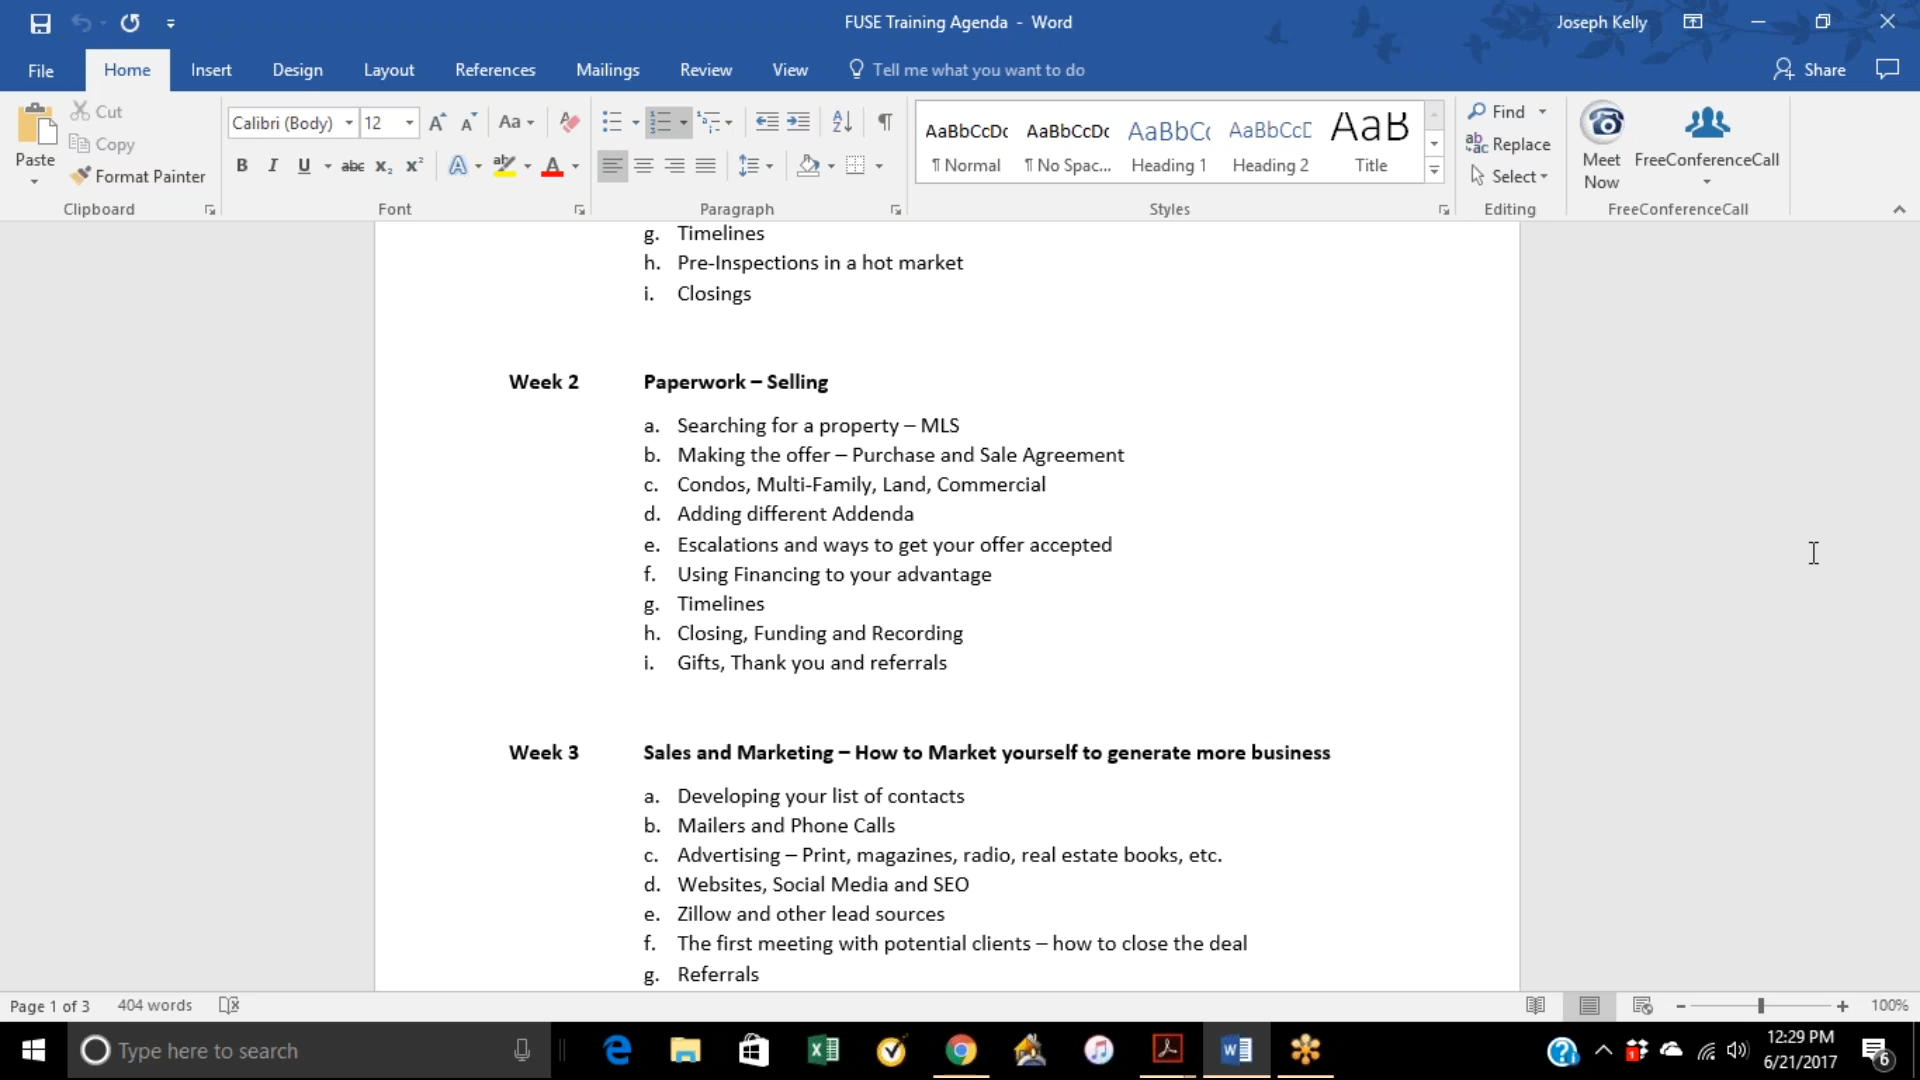 FUSE Training Agenda - Word
Joseph Kelly
File Home Insert Design Layout References Mailings Review View Tell me what you want to do Share
Paste
Cut
Copy
Format Painter
Clipboard
Calibri (Body) 12
Aa
B I U abc x₂ x² A aby A
Font
Paragraph
AaBbCcDc AaBbCcDc AaBbCc AaBbCcD AaB
¶ Normal ¶ No Spac... Heading 1 Heading 2 Title
Styles
Find
Replace
Select
Editing
Meet Now
FreeConferenceCall
FreeConferenceCall
g. Timelines
h. Pre-Inspections in a hot market
i. Closings
Week 2 Paperwork – Selling
a. Searching for a property – MLS
b. Making the offer – Purchase and Sale Agreement
c. Condos, Multi-Family, Land, Commercial
d. Adding different Addenda
e. Escalations and ways to get your offer accepted
f. Using Financing to your advantage
g. Timelines
h. Closing, Funding and Recording
i. Gifts, Thank you and referrals
Week 3 Sales and Marketing – How to Market yourself to generate more business
a. Developing your list of contacts
b. Mailers and Phone Calls
c. Advertising – Print, magazines, radio, real estate books, etc.
d. Websites, Social Media and SEO
e. Zillow and other lead sources
f. The first meeting with potential clients – how to close the deal
g. Referrals
Page 1 of 3 404 words 100%
Type here to search
12:29 PM
6/21/2017
6